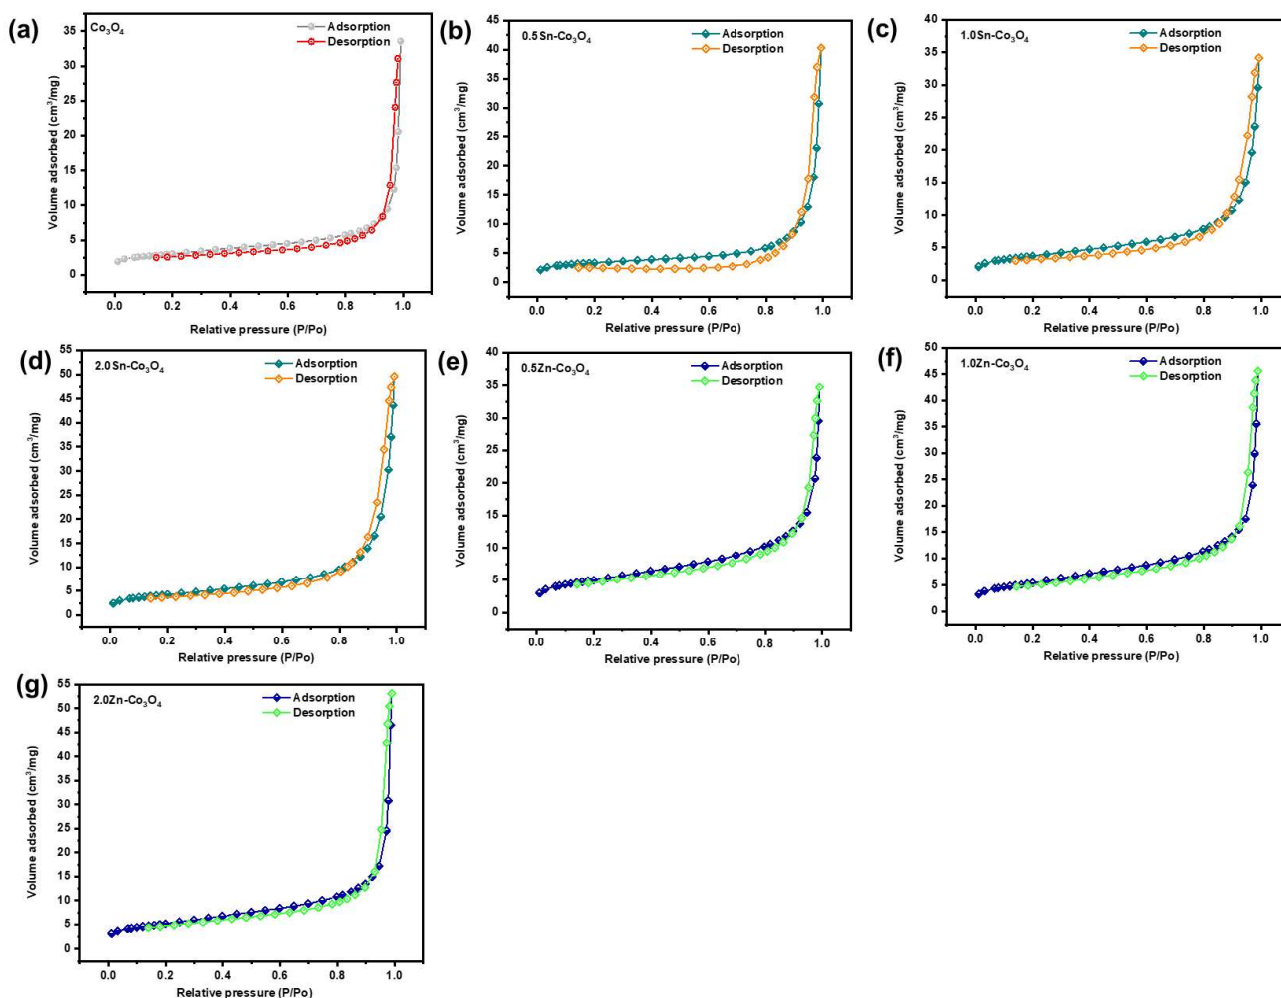 (a)
Co₃O₄
Adsorption
Desorption
Volume adsorbed (cm³/mg)
35
30
25
20
15
10
5
0
0.0 0.2 0.4 0.6 0.8 1.0
Relative pressure (P/Po)
(b)
0.5Sn-Co₃O₄
Adsorption
Desorption
Volume adsorbed (cm³/mg)
45
40
35
30
25
20
15
10
5
0
0.0 0.1 0.2 0.3 0.4 0.5 0.6 0.7 0.8 0.9 1.0
Relative pressure (P/Po)
(c)
1.0Sn-Co₃O₄
Adsorption
Desorption
Volume adsorbed (cm³/mg)
40
35
30
25
20
15
10
5
0
0.0 0.2 0.4 0.6 0.8 1.0
Relative pressure (P/Po)
(d)
2.0Sn-Co₃O₄
Adsorption
Desorption
Volume adsorbed (cm³/mg)
55
50
45
40
35
30
25
20
15
10
5
0
0.0 0.2 0.4 0.6 0.8 1.0
Relative pressure (P/Po)
(e)
0.5Zn-Co₃O₄
Adsorption
Desorption
Volume adsorbed (cm³/mg)
40
35
30
25
20
15
10
5
0
0.0 0.2 0.4 0.6 0.8 1.0
Relative pressure (P/Po)
(f)
1.0Zn-Co₃O₄
Adsorption
Desorption
Volume adsorbed (cm³/mg)
50
45
40
35
30
25
20
15
10
5
0
0.0 0.2 0.4 0.6 0.8 1.0
Relative pressure (P/Po)
(g)
2.0Zn-Co₃O₄
Adsorption
Desorption
Volume adsorbed (cm³/mg)
55
50
45
40
35
30
25
20
15
10
5
0
0.0 0.2 0.4 0.6 0.8 1.0
Relative pressure (P/Po)